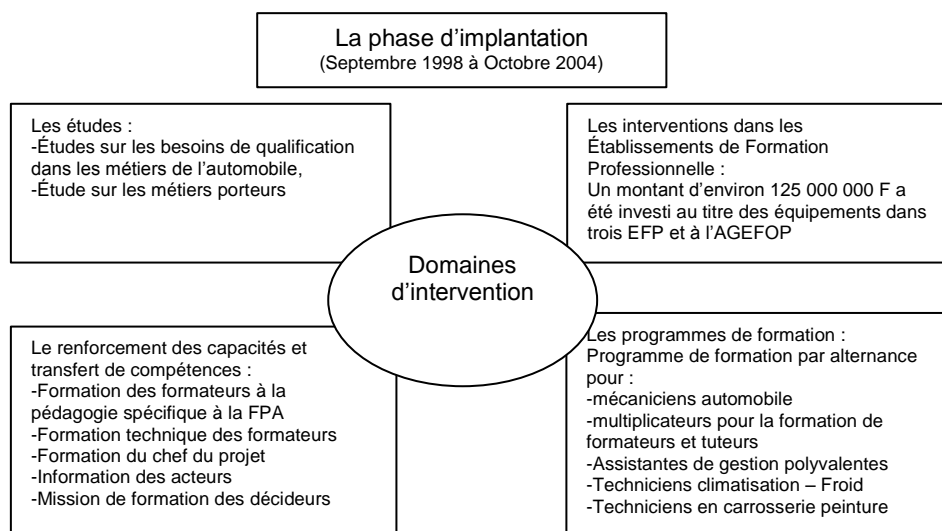 La phase d’implantation
(Septembre 1998 à Octobre 2004)
Les études :
-Études sur les besoins de qualification
dans les métiers de l’automobile,
-Étude sur les métiers porteurs
Les interventions dans les
Établissements de Formation
Professionnelle :
Un montant d’environ 125 000 000 F a
été investi au titre des équipements dans
trois EFP et à l’AGEFOP
Domaines
d’intervention
Le renforcement des capacités et
transfert de compétences :
-Formation des formateurs à la
pédagogie spécifique à la FPA
-Formation technique des formateurs
-Formation du chef du projet
-Information des acteurs
-Mission de formation des décideurs
Les programmes de formation :
Programme de formation par alternance
pour :
-mécaniciens automobile
-multiplicateurs pour la formation de
formateurs et tuteurs
-Assistantes de gestion polyvalentes
-Techniciens climatisation – Froid
-Techniciens en carrosserie peinture